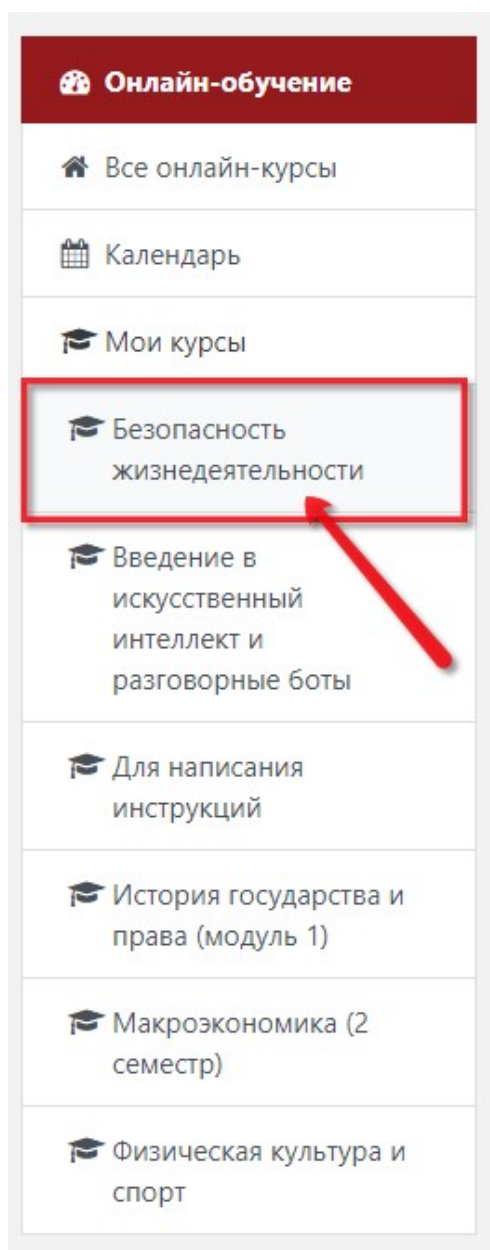 Онлайн-обучение
Все онлайн-курсы
Календарь
Мои курсы
Безопасность
жизнедеятельности
Введение в
искусственный
интеллект и
разговорные боты
Для написания
инструкций
История государства и
права (модуль 1)
Макроэкономика (2
семестр)
Физическая культура и
спорт